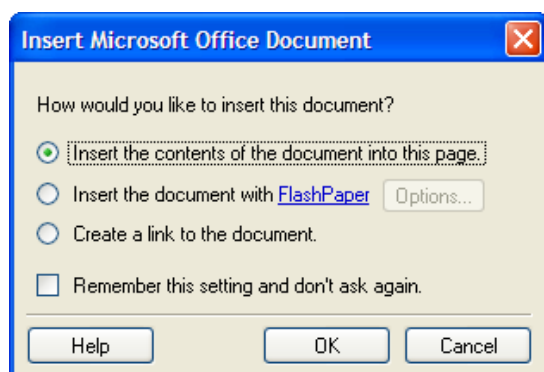 Insert Microsoft Office Document
How would you like to insert this document?
Insert the contents of the document into this page.
Insert the document with FlashPaper Options...
Create a link to the document.
Remember this setting and don't ask again.
Help OK Cancel